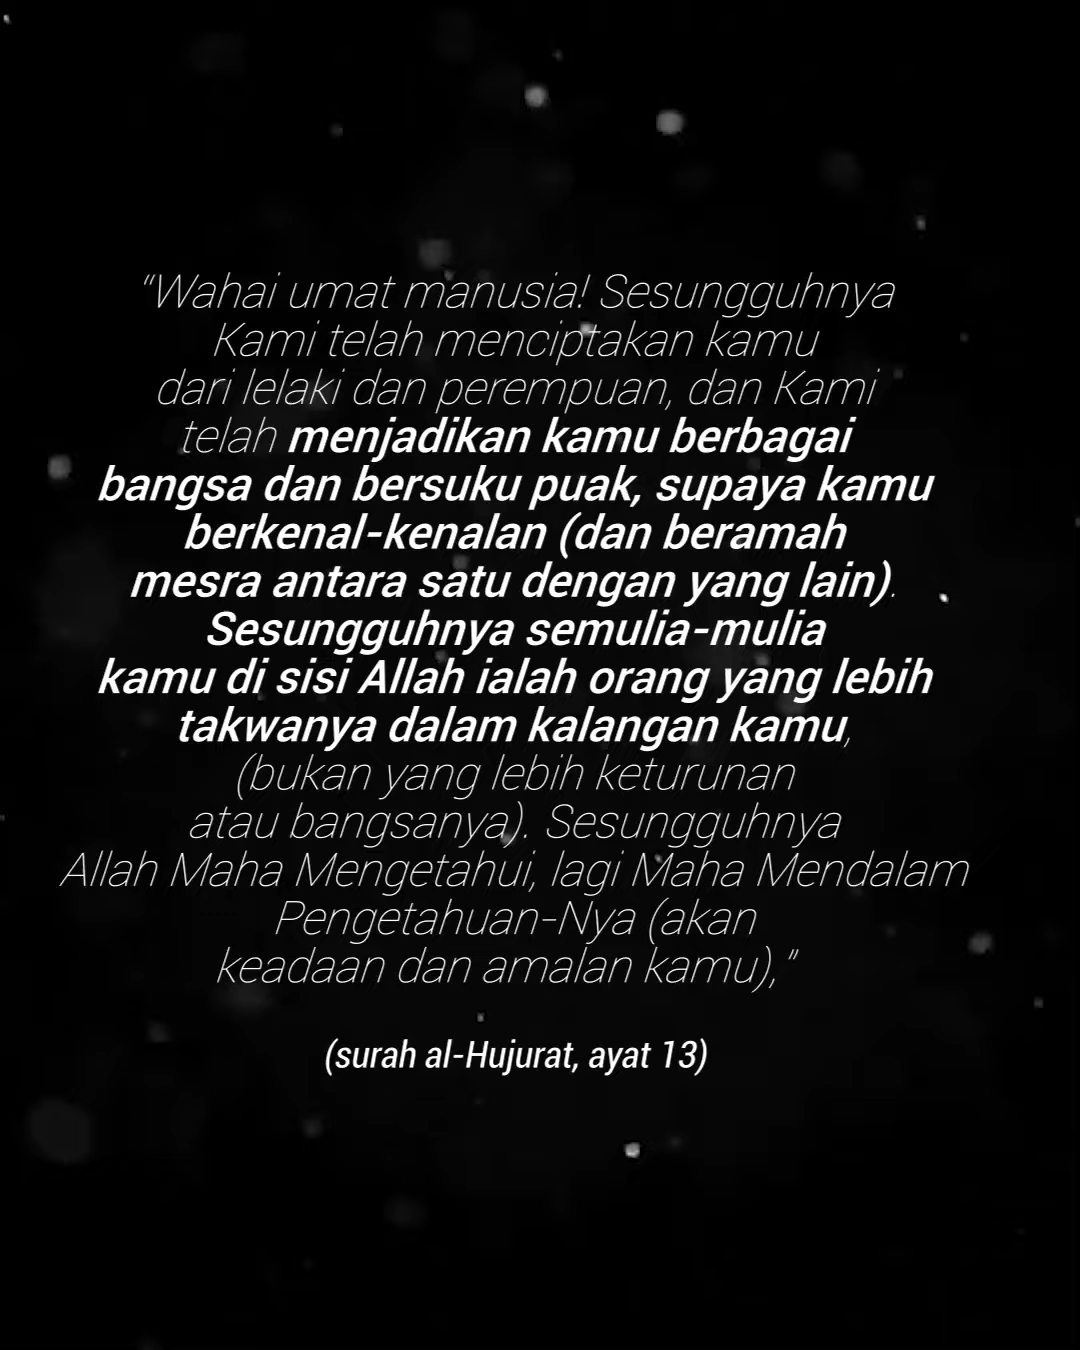 "Wahai umat manusia! Sesungguhnya
Kami telah menciptakan kamu
dari lelaki dan perempuan, dan Kami
telah menjadikan kamu berbagai
bangsa dan bersuku puak, supaya kamu
berkenal-kenalan (dan beramah
mesra antara satu dengan yang lain).
Sesungguhnya semulia-mulia
kamu di sisi Allah ialah orang yang lebih
takwanya dalam kalangan kamu,
(bukan yang lebih keturunan
atau bangsanya). Sesungguhnya
Allah Maha Mengetahui, lagi Maha Mendalam
Pengetahuan-Nya (akan
keadaan dan amalan kamu),"
(surah al-Hujurat, ayat 13)